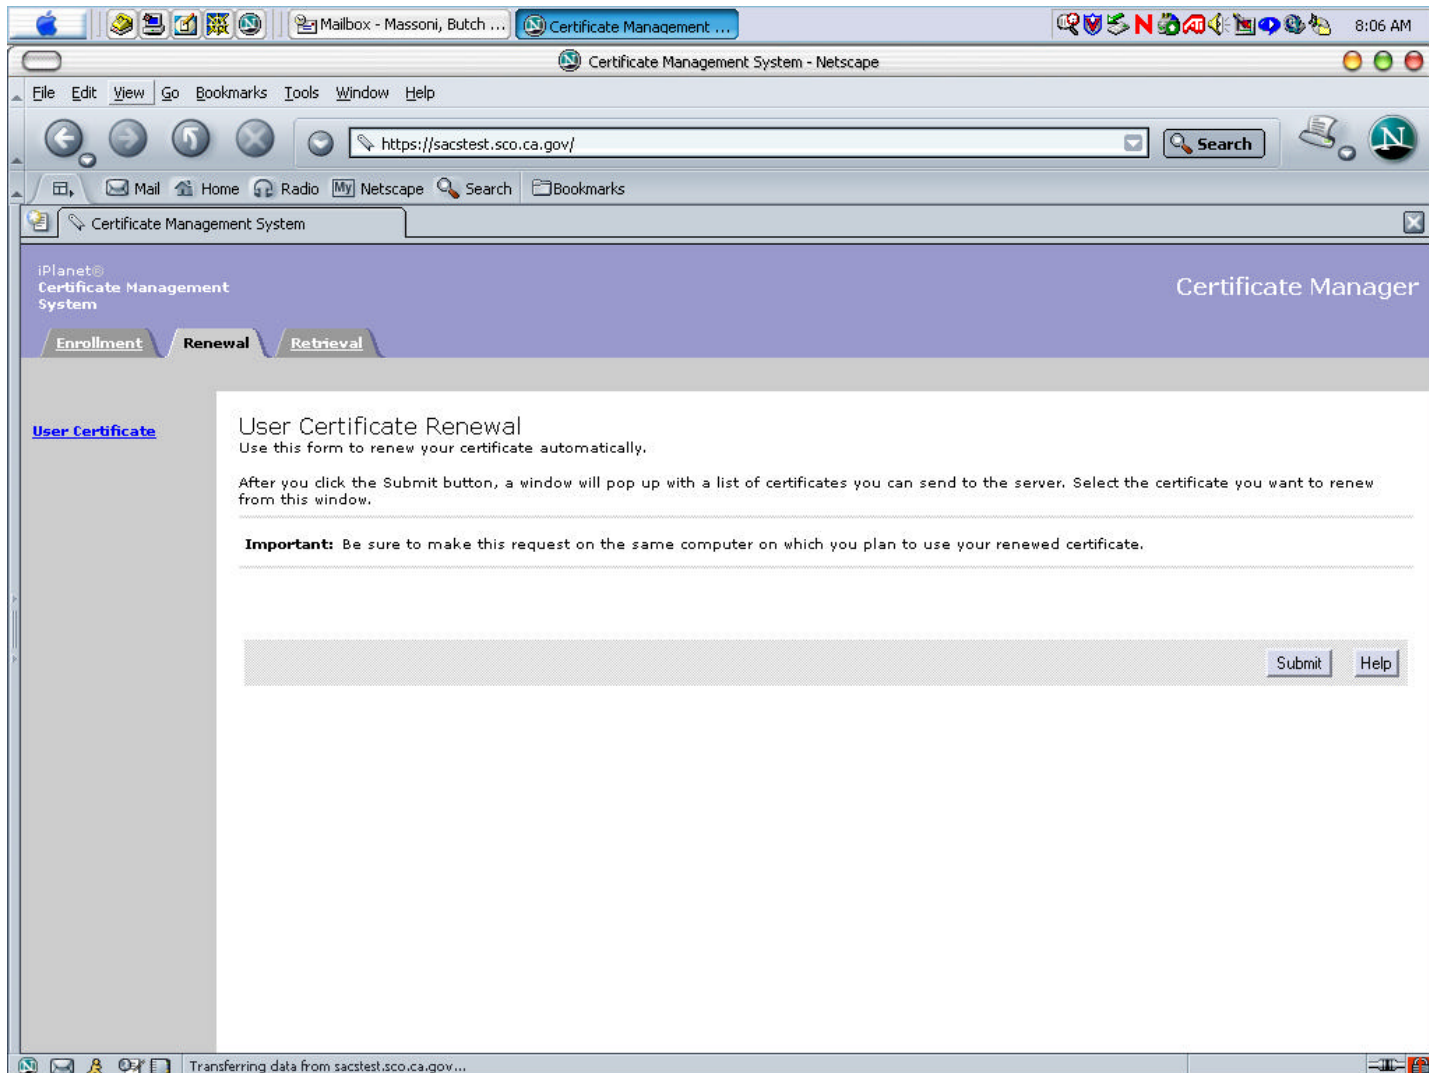 Mailbox - Massoni, Butch ...
Certificate Management ...
8:06 AM
Certificate Management System - Netscape
File Edit View Go Bookmarks Tools Window Help
https://sacstest.sco.ca.gov/
Search
N
Mail Home Radio My Netscape Search Bookmarks
Certificate Management System
iPlanet®
Certificate Management
System
Certificate Manager
Enrollment Renewal Retrieval
User Certificate
User Certificate Renewal
Use this form to renew your certificate automatically.
After you click the Submit button, a window will pop up with a list of certificates you can send to the server. Select the certificate you want to renew
from this window.
Important: Be sure to make this request on the same computer on which you plan to use your renewed certificate.
Submit Help
Transferring data from sacstest.sco.ca.gov...